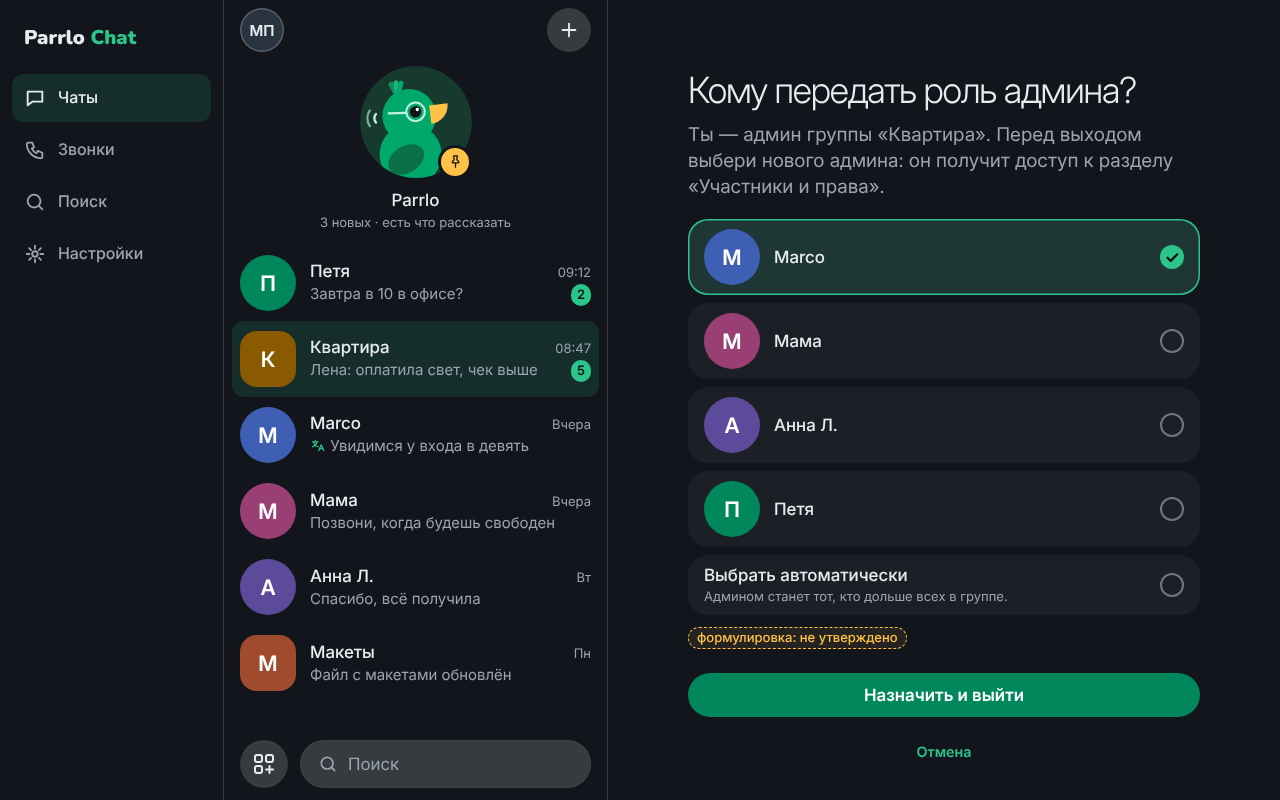 Parrlo Chat
Чаты
Звонки
Поиск
Настройки
МП
Parrlo
3 новых · есть что рассказать
П
Петя
09:12
Завтра в 10 в офисе?
2
К
Квартира
08:47
Лена: оплатила свет, чек выше
5
M
Marco
Вчера
Увидимся у входа в девять
М
Мама
Вчера
Позвони, когда будешь свободен
А
Анна Л.
Вт
Спасибо, всё получила
М
Макеты
Пн
Файл с макетами обновлён
Поиск
Кому передать роль админа?
Ты — админ группы «Квартира». Перед выходом
выбери нового админа: он получит доступ к разделу
«Участники и права».
M
Marco
М
Мама
А
Анна Л.
П
Петя
Выбрать автоматически
Админом станет тот, кто дольше всех в группе.
формулировка: не утверждено
Назначить и выйти
Отмена